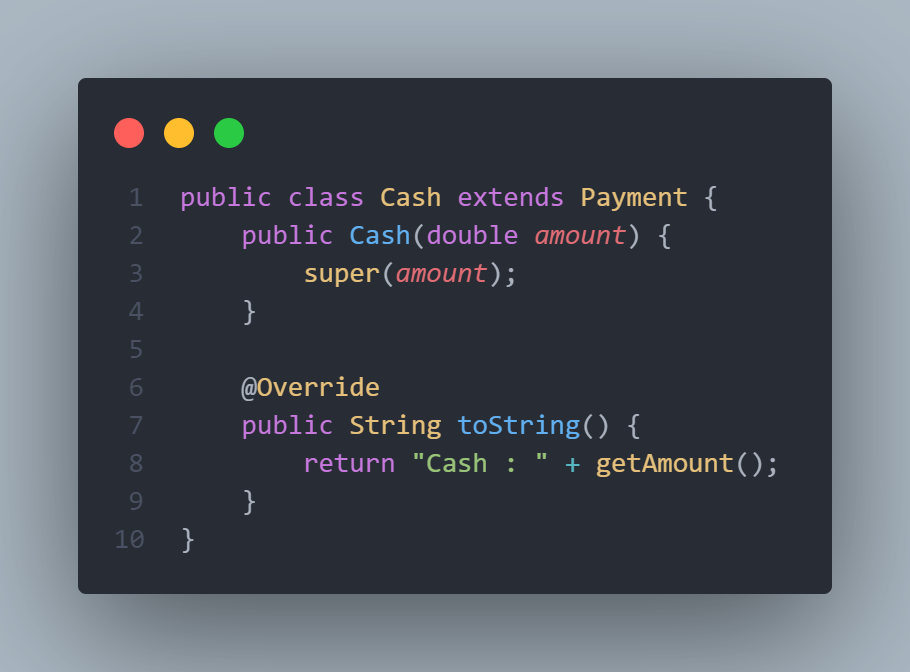 1 public class Cash extends Payment {
2     public Cash(double amount) {
3         super(amount);
4     }
5
6     @Override
7     public String toString() {
8         return "Cash : " + getAmount();
9     }
10 }